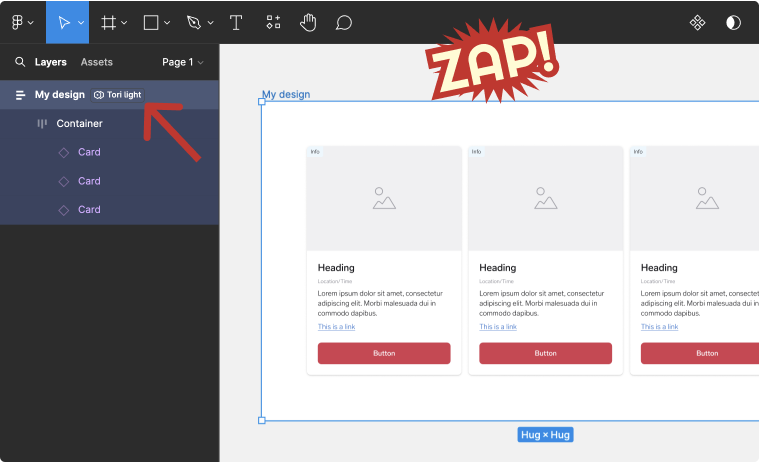 Layers
Assets
Page 1
My design
Tori light
Container
Card
Card
Card
ZAP!
My design
Info
Heading
Location/Time
Lorem ipsum dolor sit amet, consectetur
adipiscing elit. Morbi malesuada dui in
commodo dapibus.
This is a link
Button
Info
Heading
Location/Time
Lorem ipsum dolor sit amet, consectetur
adipiscing elit. Morbi malesuada dui in
commodo dapibus.
This is a link
Button
Info
Heading
Location/Time
Lorem ipsum dolor sit amet, conse
adipiscing elit. Morbi malesuada d
commodo dapibus.
This is a link
Button
Hug × Hug